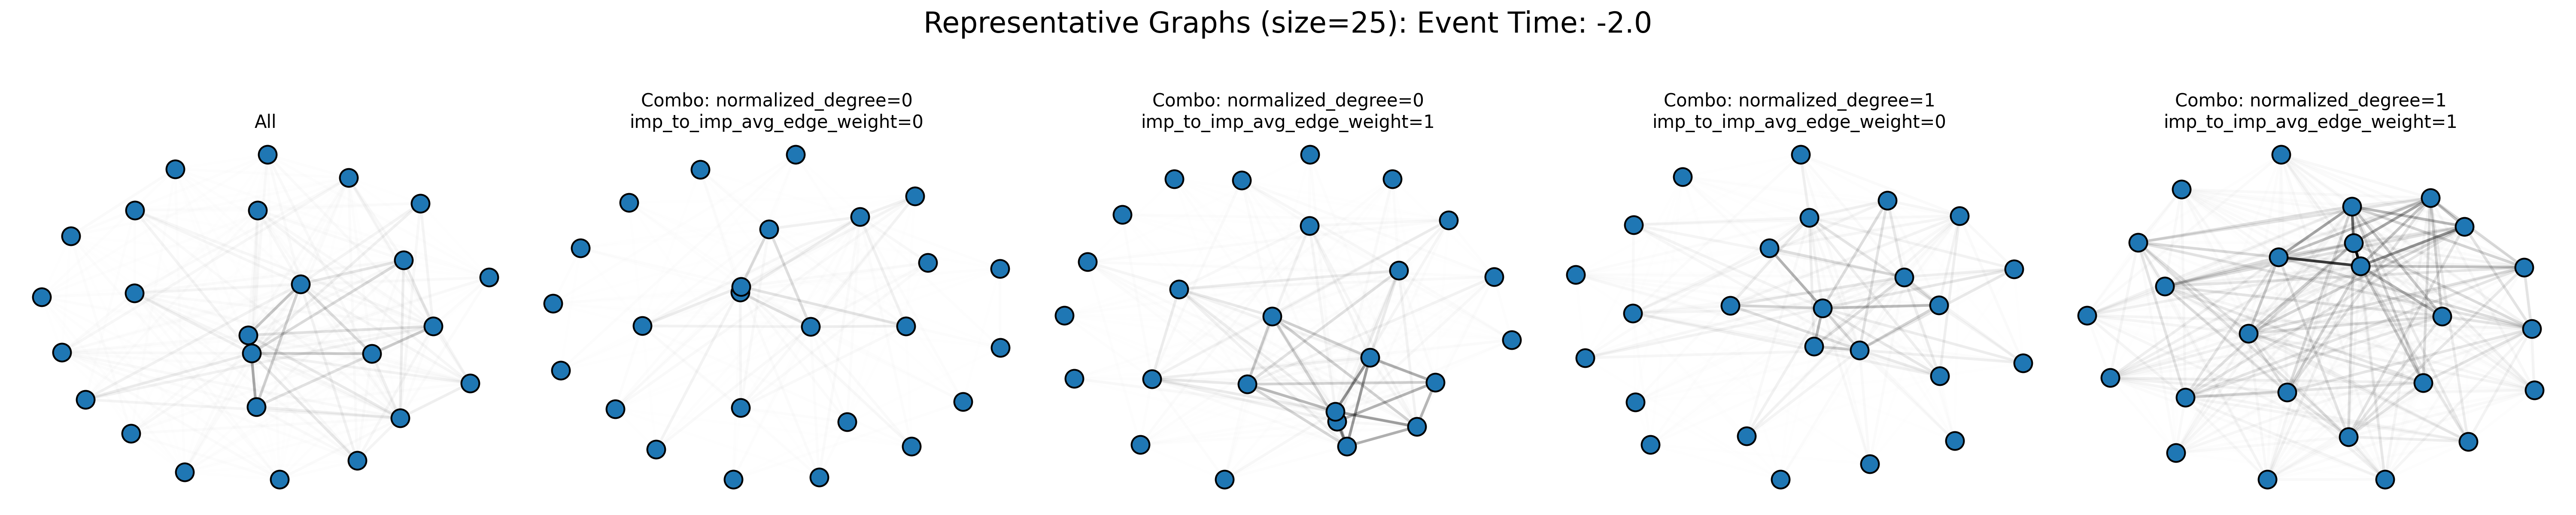 Representative Graphs (size=25): Event Time: -2.0
All
Combo: normalized_degree=0
imp_to_imp_avg_edge_weight=0
Combo: normalized_degree=0
imp_to_imp_avg_edge_weight=1
Combo: normalized_degree=1
imp_to_imp_avg_edge_weight=0
Combo: normalized_degree=1
imp_to_imp_avg_edge_weight=1